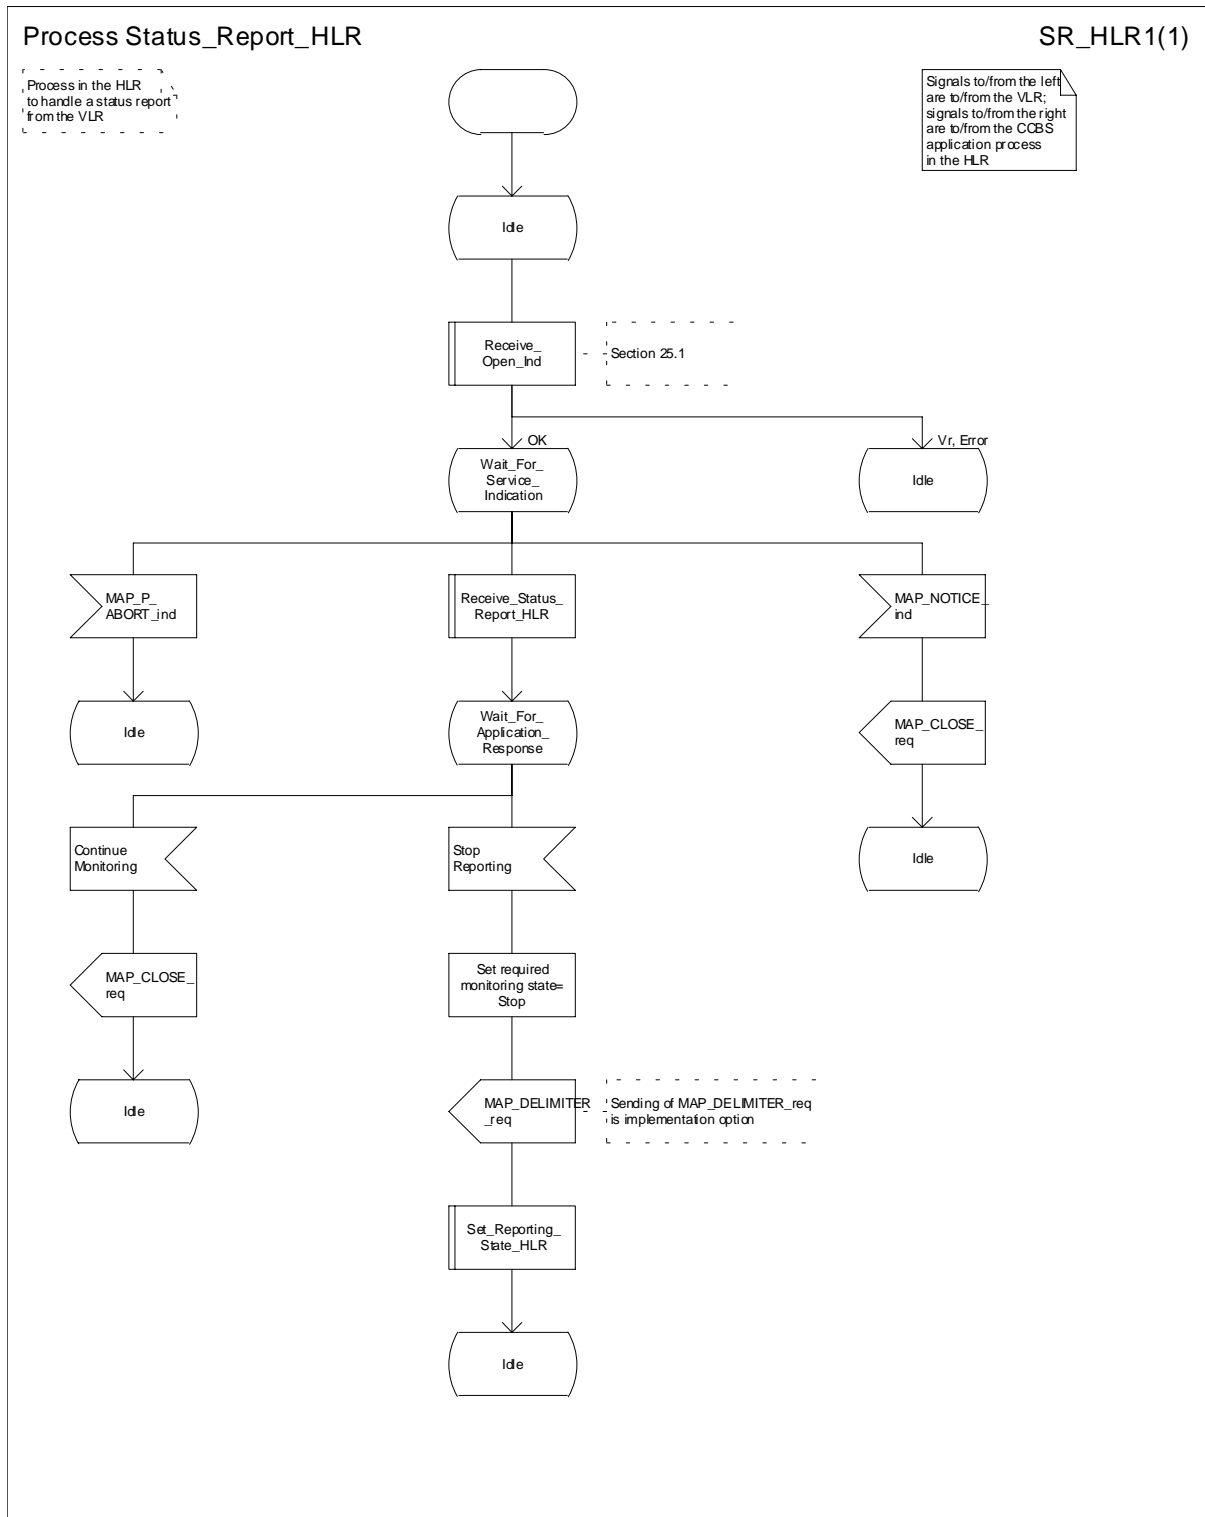 Process Status_Report_HLR
SR_HLR1(1)
Process in the HLR
to handle a status report
from the VLR
Signals to/from the left
are to/from the VLR;
signals to/from the right
are to/from the CCBS
application process
in the HLR
Idle
Receive_
Open_Ind
Section 25.1
OK
Vr, Error
Wait_For_
Service_
Indication
Idle
MAP_P_
ABORT_ind
Receive_Status_
Report_HLR
MAP_NOTICE_
ind
Idle
Wait_For_
Application_
Response
MAP_CLOSE_
req
Continue
Monitoring
Stop
Reporting
Idle
MAP_CLOSE_
req
Set required
monitoring state=
Stop
Idle
MAP_DELIMITER
_req
Sending of MAP_DELIMITER_req
is implementation option
Set_Reporting_
State_HLR
Idle